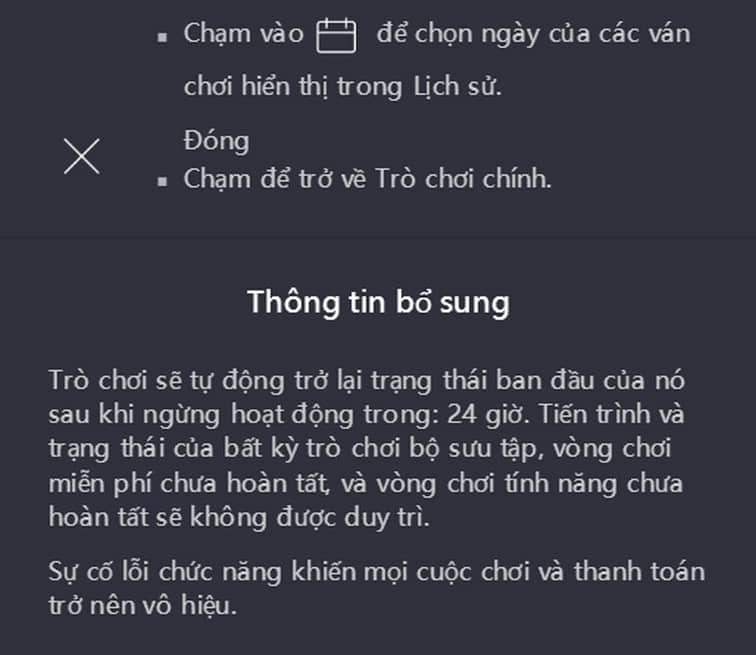 Chạm vào để chọn ngày của các ván
chơi hiển thị trong Lịch sử.
Đóng
Chạm để trở về Trò chơi chính.
Thông tin bổ sung
Trò chơi sẽ tự động trở lại trạng thái ban đầu của nó
sau khi ngừng hoạt động trong: 24 giờ. Tiến trình và
trạng thái của bất kỳ trò chơi bộ sưu tập, vòng chơi
miễn phí chưa hoàn tất, và vòng chơi tính năng chưa
hoàn tất sẽ không được duy trì.
Sự cố lỗi chức năng khiến mọi cuộc chơi và thanh toán
trở nên vô hiệu.